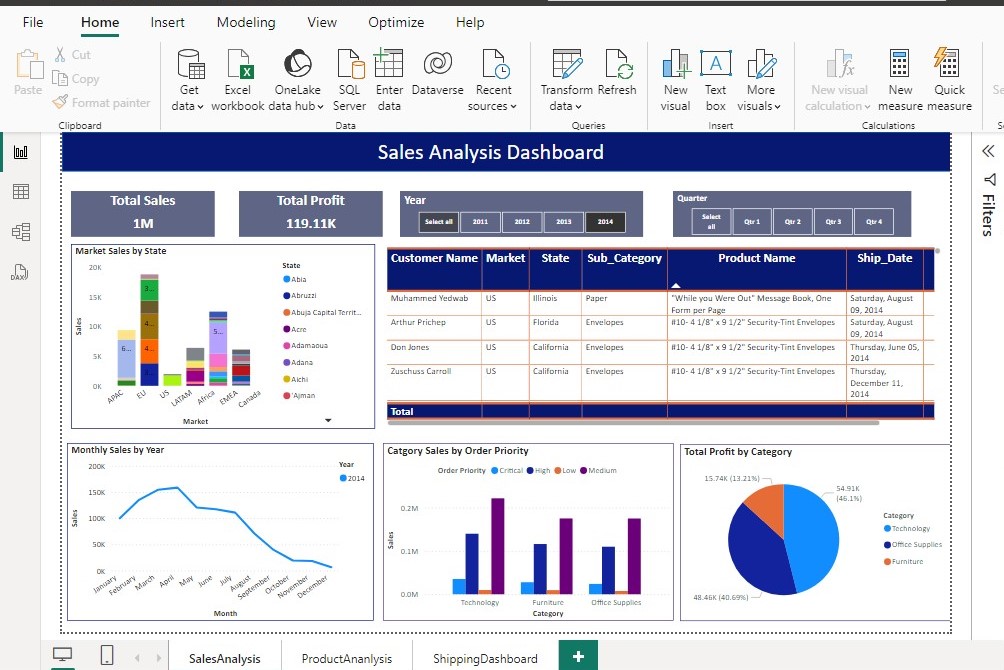 File Home Insert Modeling View Optimize Help
Paste
Cut
Copy
Format painter
Clipboard
Get data
Excel workbook
OneLake data hub
SQL Server
Enter data
Dataverse
Recent sources
Data
Transform data
Refresh
Queries
New visual
Text box
A
More visuals
Insert
New visual calculation
New measure
Quick measure
Calculations
Sales Analysis Dashboard
Filters
DAX
Total Sales
1M
Total Profit
119.11K
Year
Select all 2011 2012 2013 2014
Quarter
Select all Qtr 1 Qtr 2 Qtr 3 Qtr 4
Market Sales by State
20K
15K
10K
5K
0K
Sales
3...
4...
6...
4...
5...
APAC EU US LATAM Africa EMEA Canada
Market
State
Abia
Abruzzi
Abuja Capital Territ...
Acre
Adamaoua
Adana
Aichi
'Ajman
Customer Name Market State Sub_Category Product Name Ship_Date
Muhammed Yedwab US Illinois Paper "While you Were Out" Message Book, One Form per Page Saturday, August 09, 2014
Arthur Prichep US Florida Envelopes #10- 4 1/8" x 9 1/2" Security-Tint Envelopes Saturday, August 09, 2014
Don Jones US California Envelopes #10- 4 1/8" x 9 1/2" Security-Tint Envelopes Thursday, June 05, 2014
Zuschuss Carroll US California Envelopes #10- 4 1/8" x 9 1/2" Security-Tint Envelopes Thursday, December 11, 2014
Total
Monthly Sales by Year
200K
150K
100K
50K
0K
Sales
January February March April May June July August September October November December
Month
Year
2014
Catgory Sales by Order Priority
Order Priority Critical High Low Medium
0.2M
0.1M
0.0M
Sales
Technology Furniture Office Supplies
Category
Total Profit by Category
15.74K (13.21%)
54.91K (46.1%)
48.46K (40.69%)
Category
Technology
Office Supplies
Furniture
SalesAnalysis ProductAnanlysis ShippingDashboard +